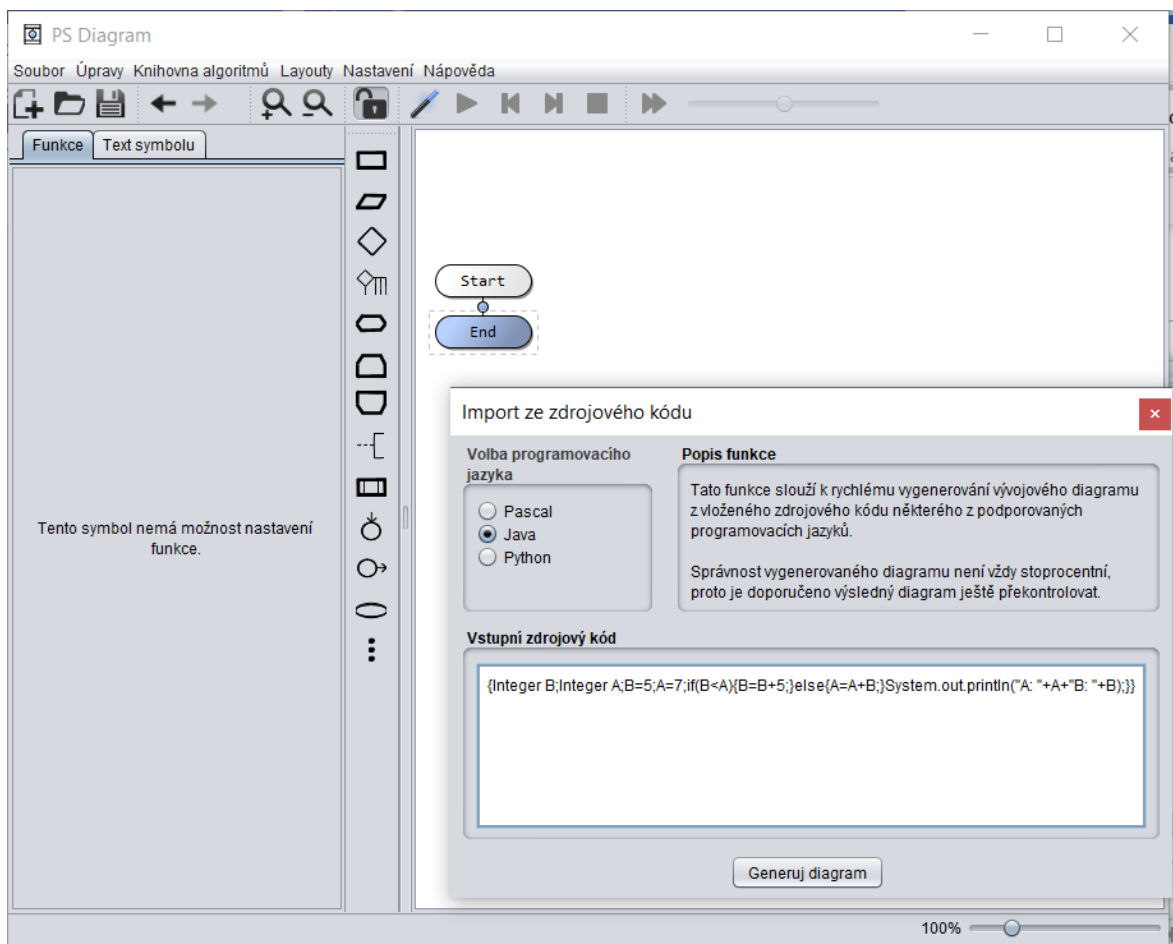 PS Diagram
Soubor Úpravy Knihovna algoritmů Layouty Nastavení Nápověda
Funkce Text symbolu
Tento symbol nemá možnost nastavení
funkce.
Start
End
Import ze zdrojového kódu
Volba programovacího
jazyka
Pascal
Java
Python
Popis funkce
Tato funkce slouží k rychlému vygenerování vývojového diagramu
z vloženého zdrojového kódu některého z podporovaných
programovacích jazyků.
Správnost vygenerovaného diagramu není vždy stoprocentní,
proto je doporučeno výsledný diagram ještě překontrolovat.
Vstupní zdrojový kód
{Integer B;Integer A;B=5;A=7;if(B<A){B=B+5;}else{A=A+B;}System.out.println("A: "+A+"B: "+B);}}
Generuj diagram
100%